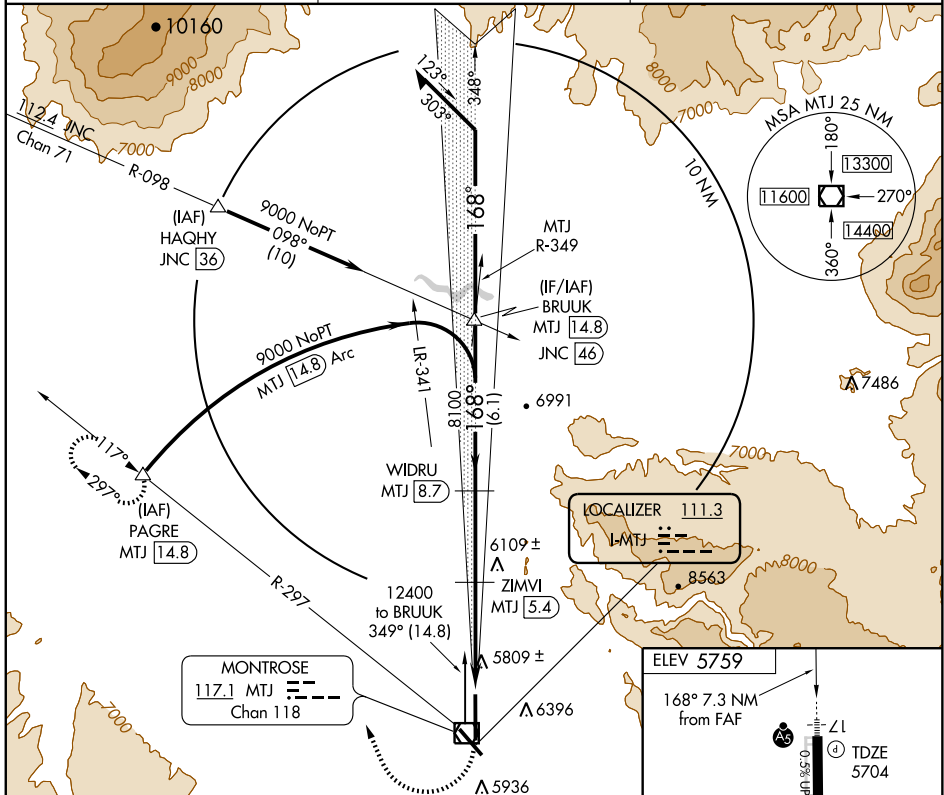 10160
9000
8000
7000
112.4 JNC
Chan 71
R-098
(IAF)
HAQHY
JNC 36
9000 NoPT
098°
(10)
123°
303°
348°
168°
8000
7000
10 NM
MSA MTJ 25 NM
180°
13300
11600
270°
14400
360°
MTJ
R-349
(IF/IAF)
BRUUK
MTJ 14.8
JNC 46
9000 NoPT
MTJ 14.8 Arc
LR-341
8100
168°
(6.1)
6991
7486
117°
297°
(IAF)
PAGRE
MTJ 14.8
WIDRU
MTJ 8.7
7000
LOCALIZER 111.3
I-MTJ
8000
8563
6109 ±
ZIMVI
MTJ 5.4
R-297
12400
to BRUUK
349° (14.8)
5809 ±
MONTROSE
117.1 MTJ
Chan 118
6396
5936
7000
ELEV 5759
168° 7.3 NM
from FAF
17
A5
TDZE
5704
0.5% UP